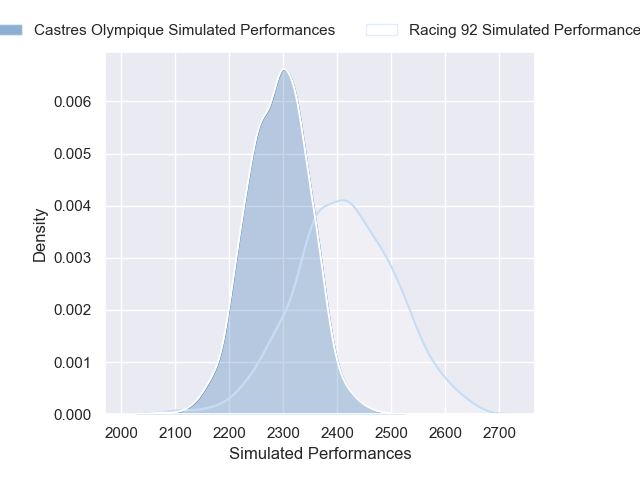 Castres Olympique Simulated Performances
Racing 92 Simulated Performance
0.006
0.005
0.004
0.003
0.002
0.001
0.000
Density
2000 2100 2200 2300 2400 2500 2600 2700
Simulated Performances